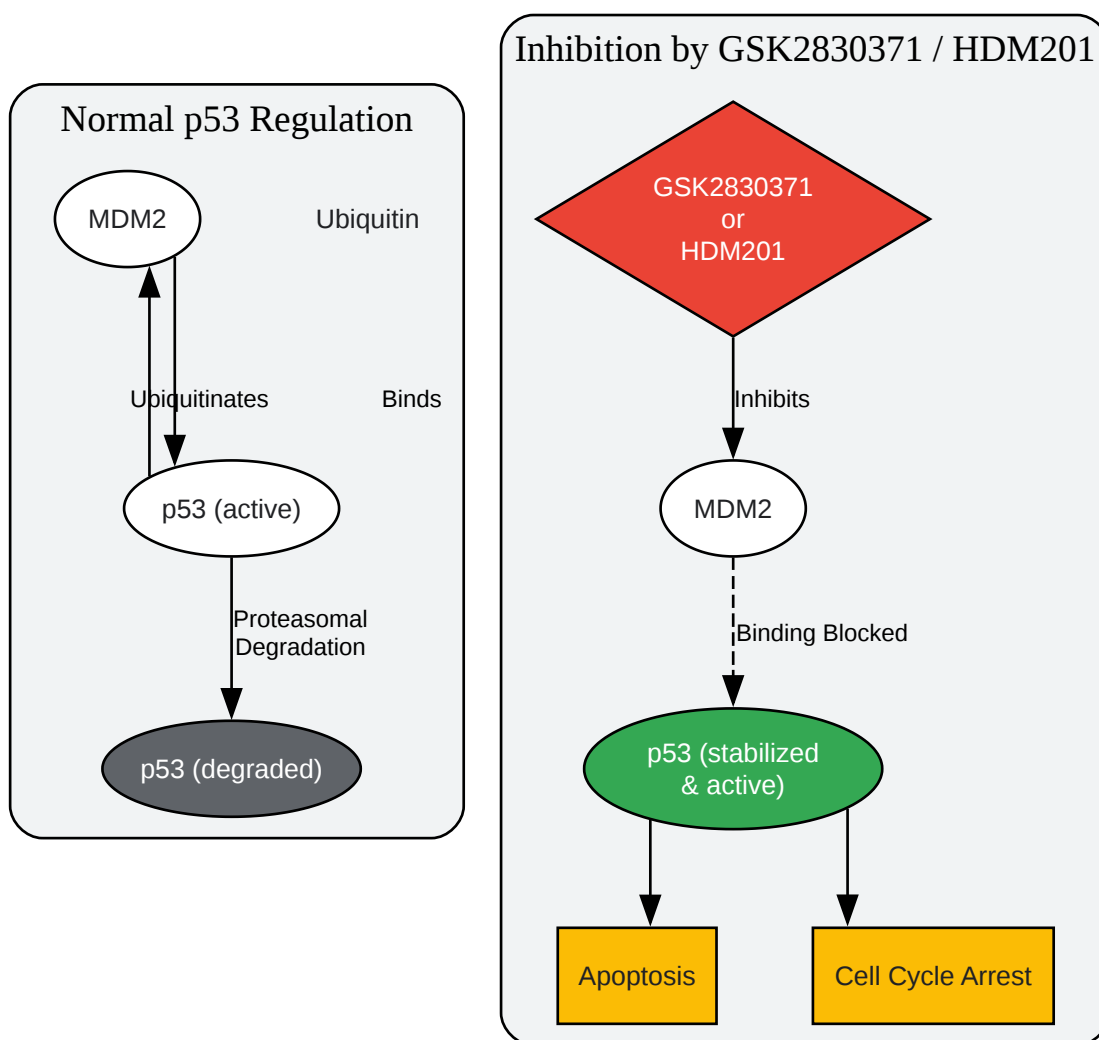 Normal p53 Regulation
MDM2
Ubiquitin
Ubiquitinates
Binds
p53 (active)
Proteasomal
Degradation
p53 (degraded)
Inhibition by GSK2830371 / HDM201
GSK2830371
or
HDM201
Inhibits
MDM2
Binding Blocked
p53 (stabilized
& active)
Apoptosis
Cell Cycle Arrest